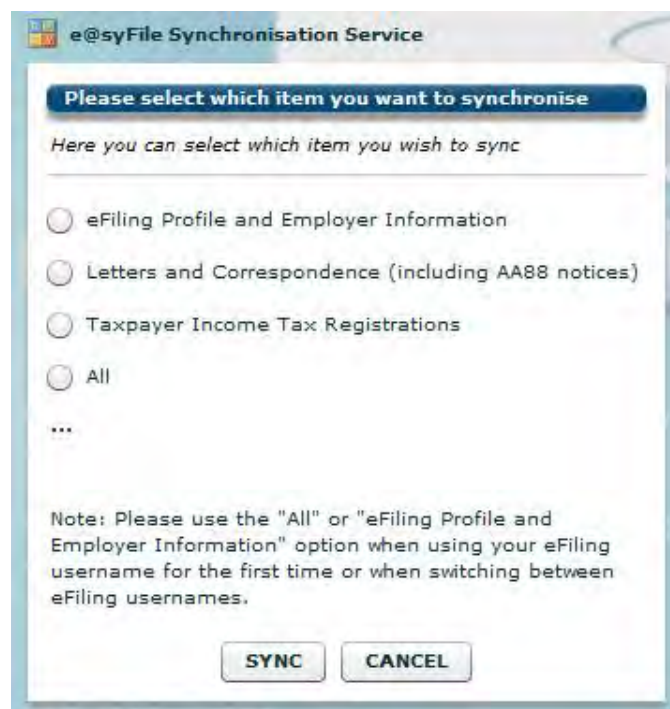 e@syFile Synchronisation Service
Please select which item you want to synchronise
Here you can select which item you wish to sync
eFiling Profile and Employer Information
Letters and Correspondence (including AA88 notices)
Taxpayer Income Tax Registrations
All
...
Note: Please use the "All" or "eFiling Profile and
Employer Information" option when using your eFiling
username for the first time or when switching between
eFiling usernames.
SYNC CANCEL